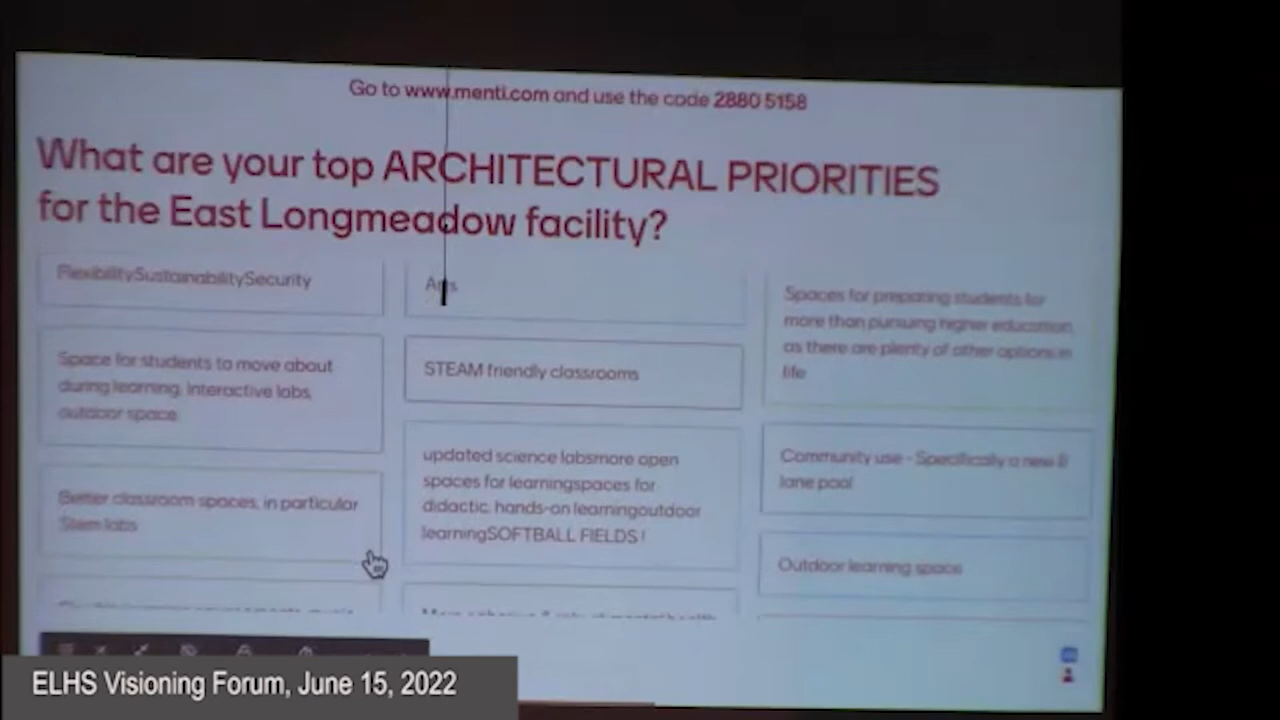 Go to www.menti.com and use the code 2880 5158
What are your top ARCHITECTURAL PRIORITIES
for the East Longmeadow facility?
FlexibilitySustainabilitySecurity
Space for students to move about
during learning. Interactive labs,
outdoor space.
Better classroom spaces, in particular
Stem labs
Arts
STEAM friendly classrooms
updated science labsmore open
spaces for learningspaces for
didactic, hands-on learningoutdoor
learningSOFTBALL FIELDS !
Spaces for preparing students for
more than pursuing higher education
as there are plenty of other options in
life
Community use - Specifically a new 8
lane pool
Outdoor learning space
ELHS Visioning Forum, June 15, 2022